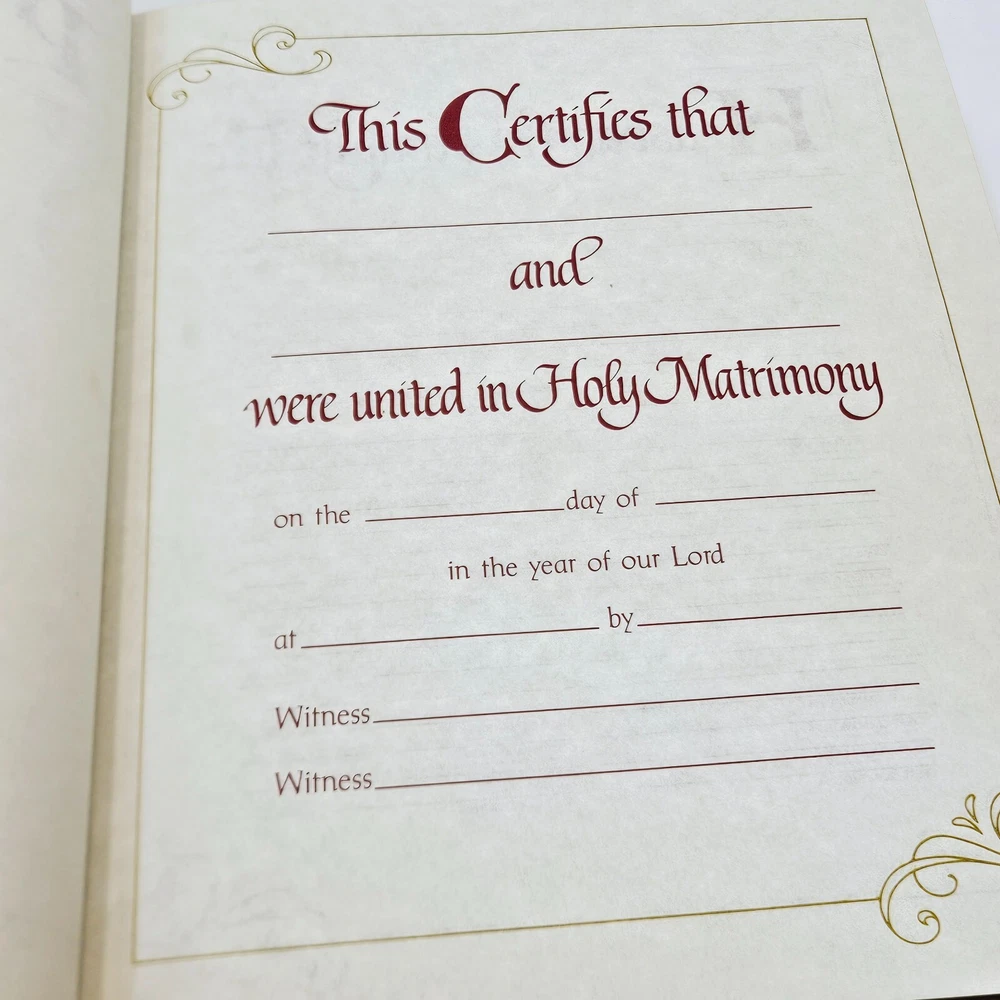 This Certifies that
and
were united in Holy Matrimony
on the day of
in the year of our Lord
at by
Witness
Witness